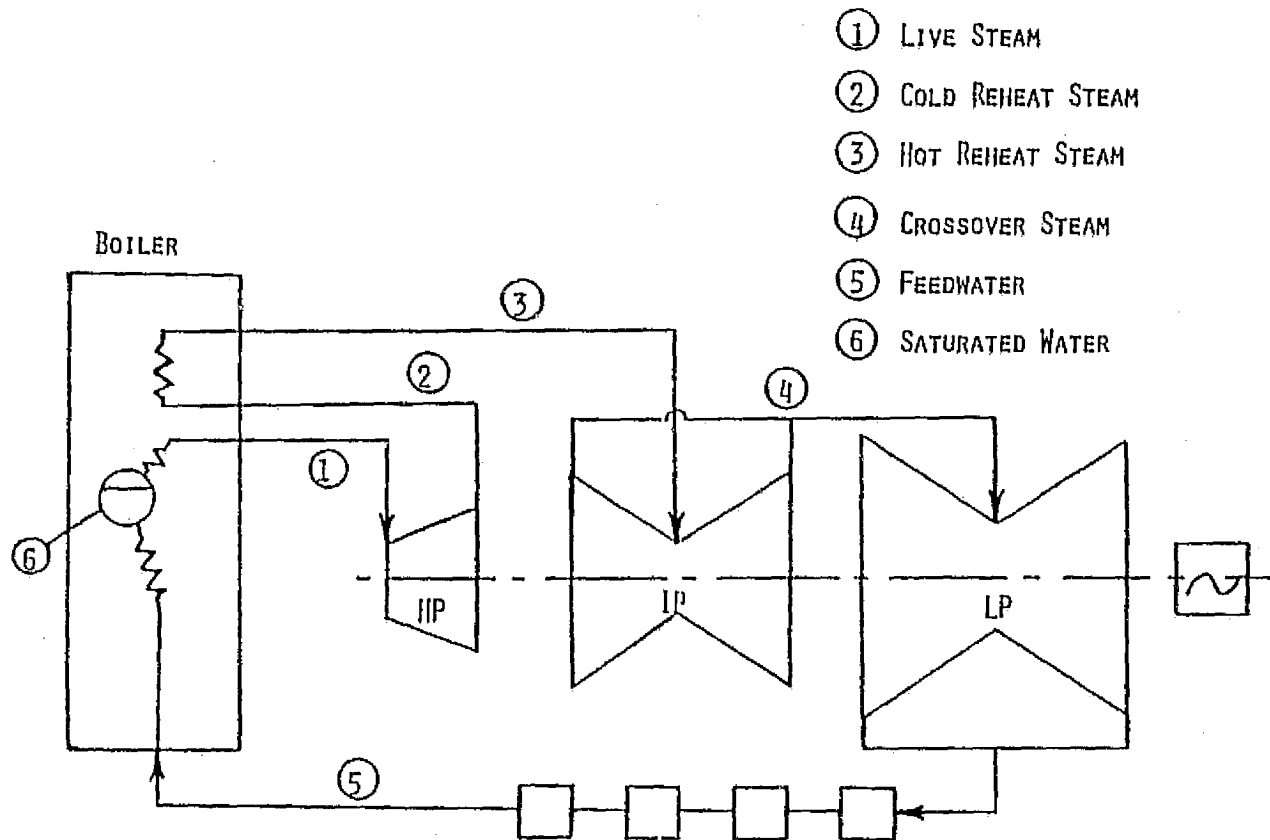 ① LIVE STEAM
② COLD REHEAT STEAM
③ HOT REHEAT STEAM
④ CROSSOVER STEAM
⑤ FEEDWATER
⑥ SATURATED WATER
BOILER
③
②
④
①
⑥
HP
IP
LP
⑤